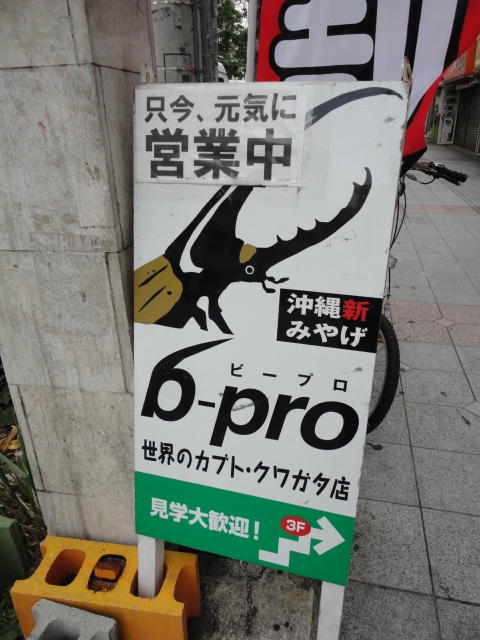 只今、元気に
営業中
沖縄新
みやげ
ビープロ
b-pro
世界のカブト・クワガタ店
見学大歓迎!
3F